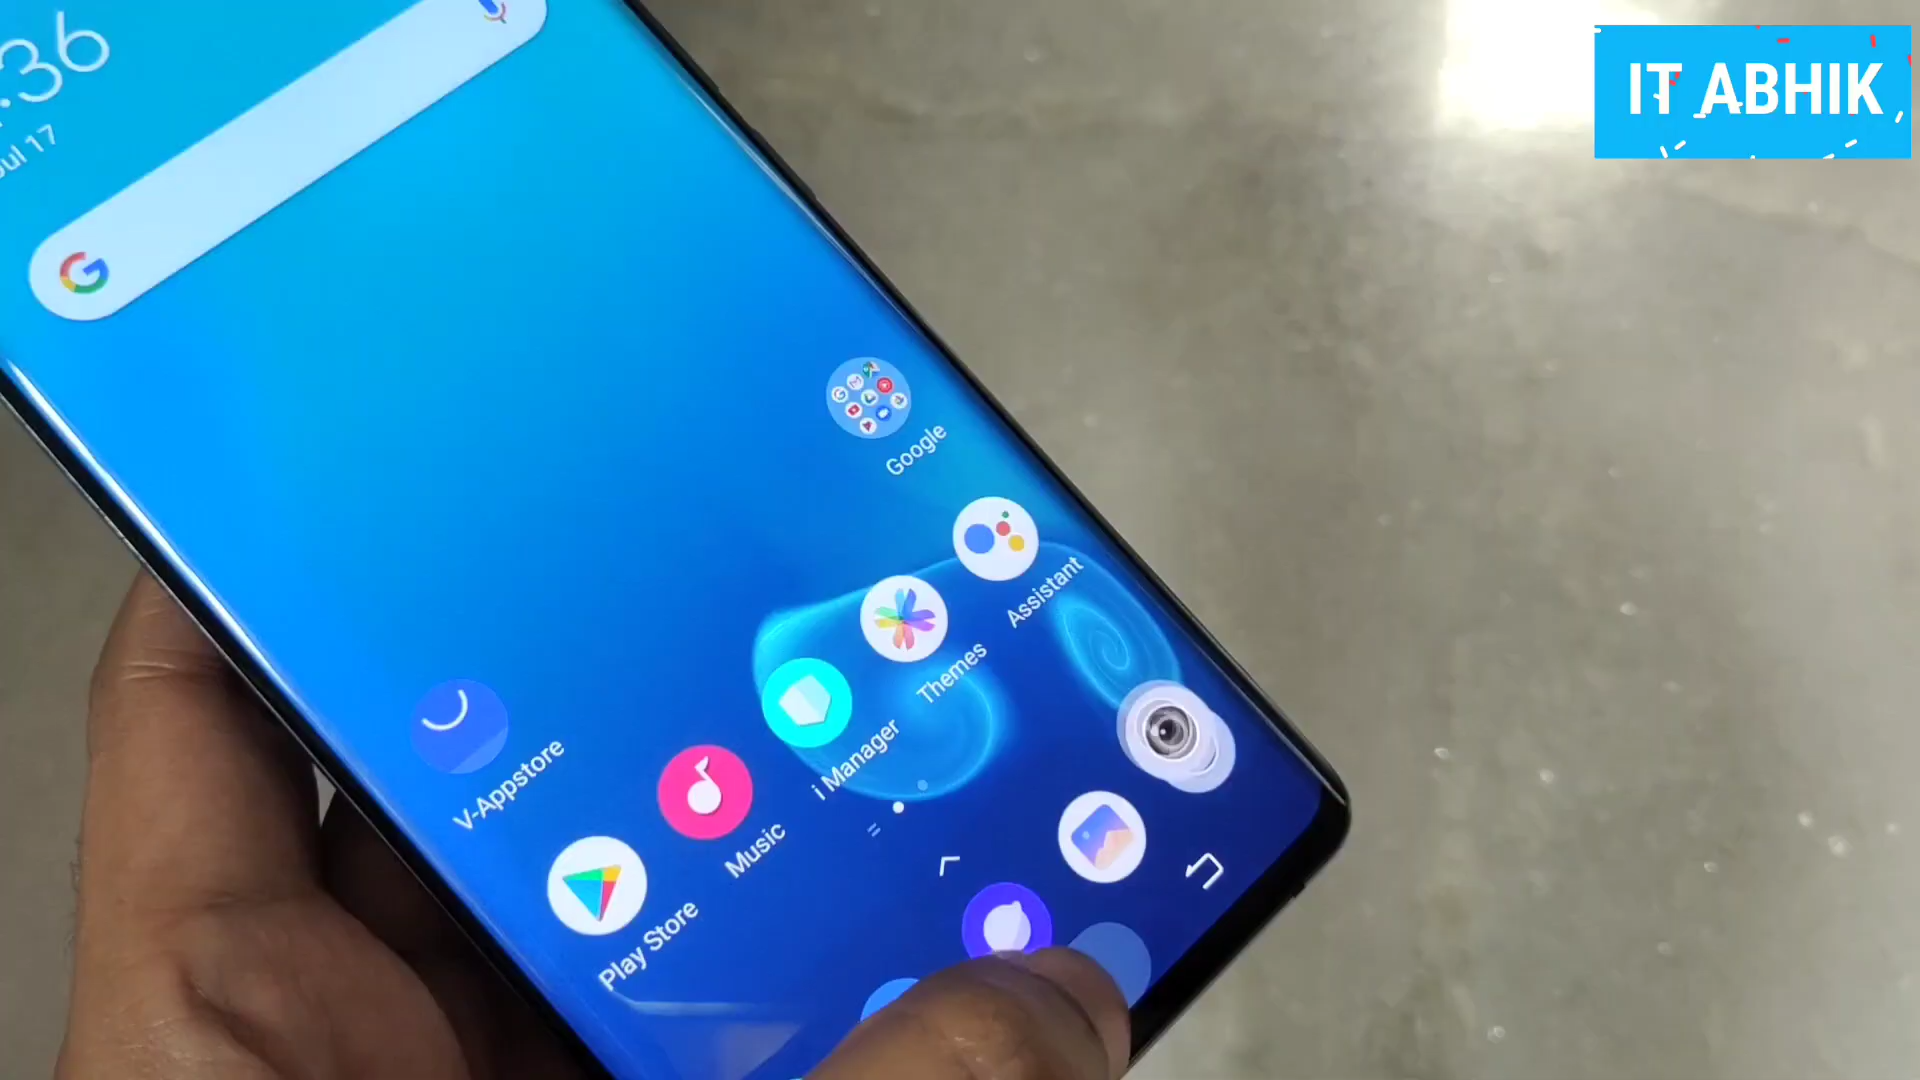 IT ABHIK
:36
Jul 17
Google
Assistant
Themes
i Manager
Music
V-Appstore
Play Store